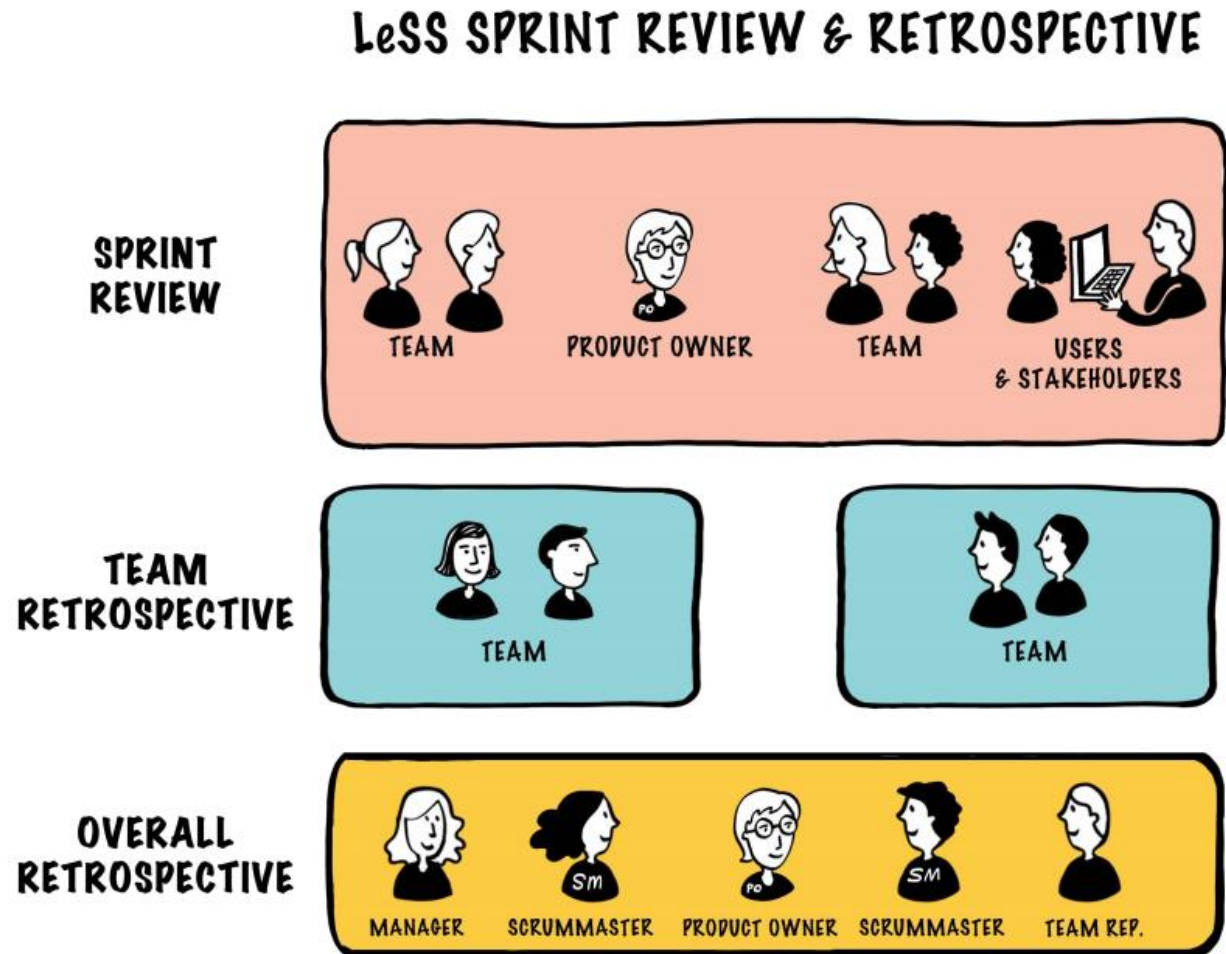 LeSS SPRINT REVIEW & RETROSPECTIVE
SPRINT
REVIEW
PO
TEAM
PRODUCT OWNER
TEAM
USERS
& STAKEHOLDERS
TEAM
RETROSPECTIVE
TEAM
TEAM
OVERALL
RETROSPECTIVE
SM
PO
SM
MANAGER
SCRUMMASTER
PRODUCT OWNER
SCRUMMASTER
TEAM REP.